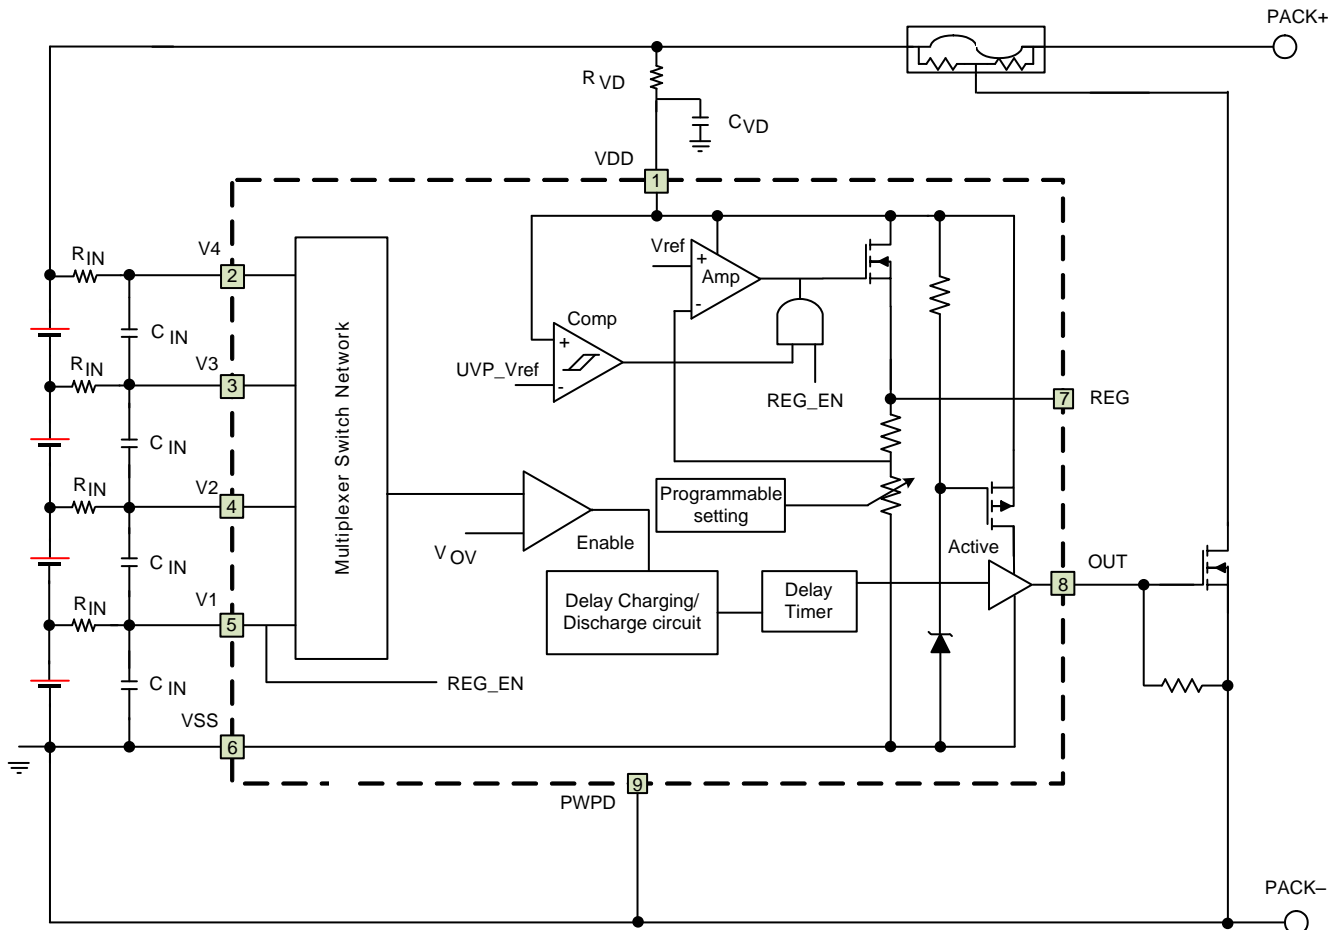 PACK+
R VD
C VD
VDD
1
V4
R IN
2
Vref
+
Amp
-
C IN
Comp
+
UVP_Vref
-
V3
R IN
3
REG_EN
7
REG
C IN
Multiplexer Switch Network
V2
R IN
4
Programmable
setting
V OV
Enable
Active
OUT
8
C IN
V1
R IN
5
Delay Charging/
Discharge circuit
Delay
Timer
C IN
REG_EN
VSS
6
9
PWPD
PACK–